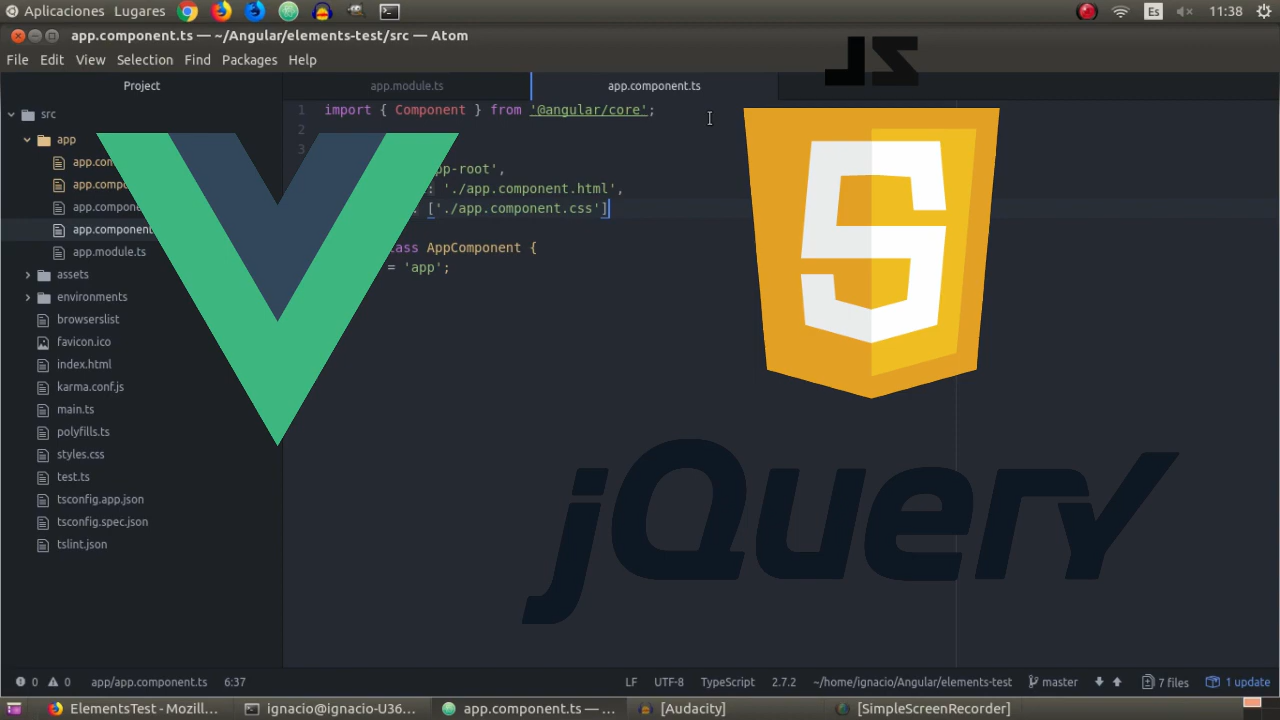 Aplicaciones Lugares Es 11:38
app.component.ts — ~/Angular/elements-test/src — Atom
File Edit View Selection Find Packages Help
JS
Project app.module.ts app.component.ts
src
app
app.com
app.compo
app.compone
app.component
app.module.ts
assets
environments
browserslist
favicon.ico
index.html
karma.conf.js
main.ts
polyfills.ts
styles.css
test.ts
tsconfig.app.json
tsconfig.spec.json
tslint.json
1 import { Component } from '@angular/core';
2
3
pp-root',
: './app.component.html',
: ['./app.component.css']
ass AppComponent {
= 'app';
jQuery
0 0 app/app.component.ts 6:37 LF UTF-8 TypeScript 2.7.2 ~/home/ignacio/Angular/elements-test master 7 files 1 update
ElementsTest - Mozill... ignacio@ignacio-U36... app.component.ts — ... [Audacity] [SimpleScreenRecorder]